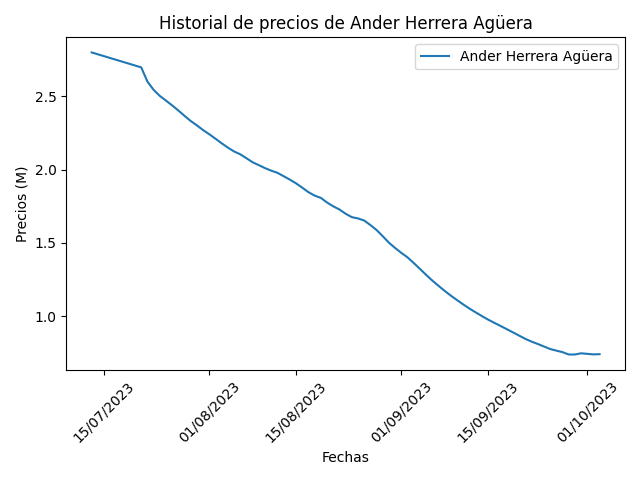 Historial de precios de Ander Herrera Agüera
Ander Herrera Agüera
Precios (M)
2.5
2.0
1.5
1.0
15/07/2023
01/08/2023
15/08/2023
01/09/2023
15/09/2023
01/10/2023
Fechas